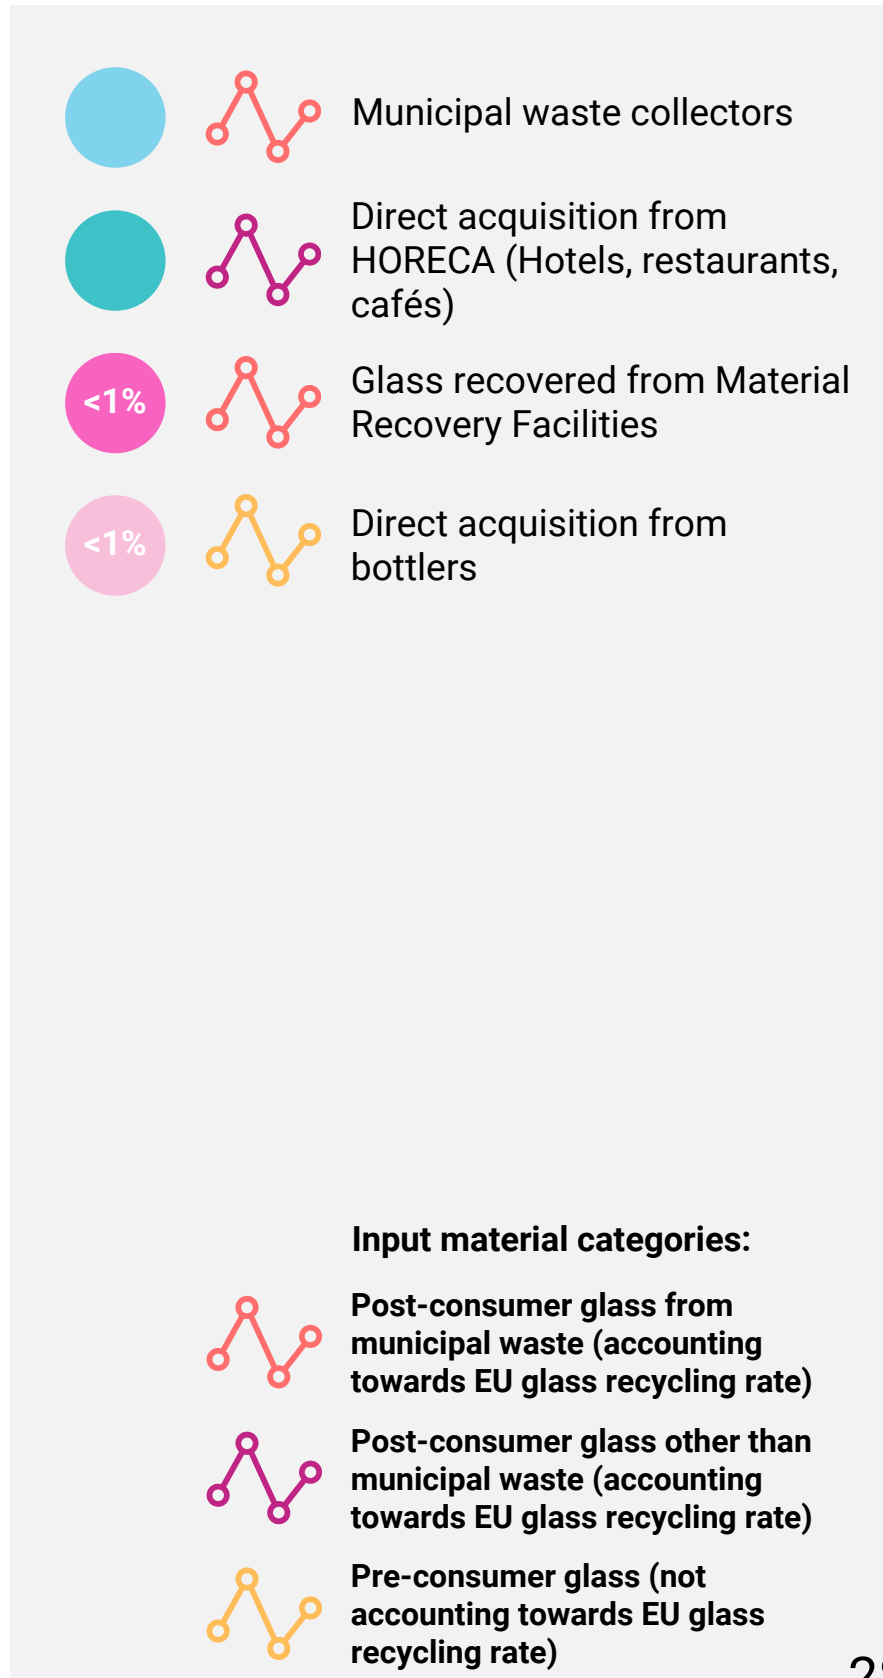 Municipal waste collectors
Direct acquisition from
HORECA (Hotels, restaurants,
cafés)
<1%
Glass recovered from Material
Recovery Facilities
<1%
Direct acquisition from
bottlers
Input material categories:
Post-consumer glass from
municipal waste (accounting
towards EU glass recycling rate)
Post-consumer glass other than
municipal waste (accounting
towards EU glass recycling rate)
Pre-consumer glass (not
accounting towards EU glass
recycling rate)